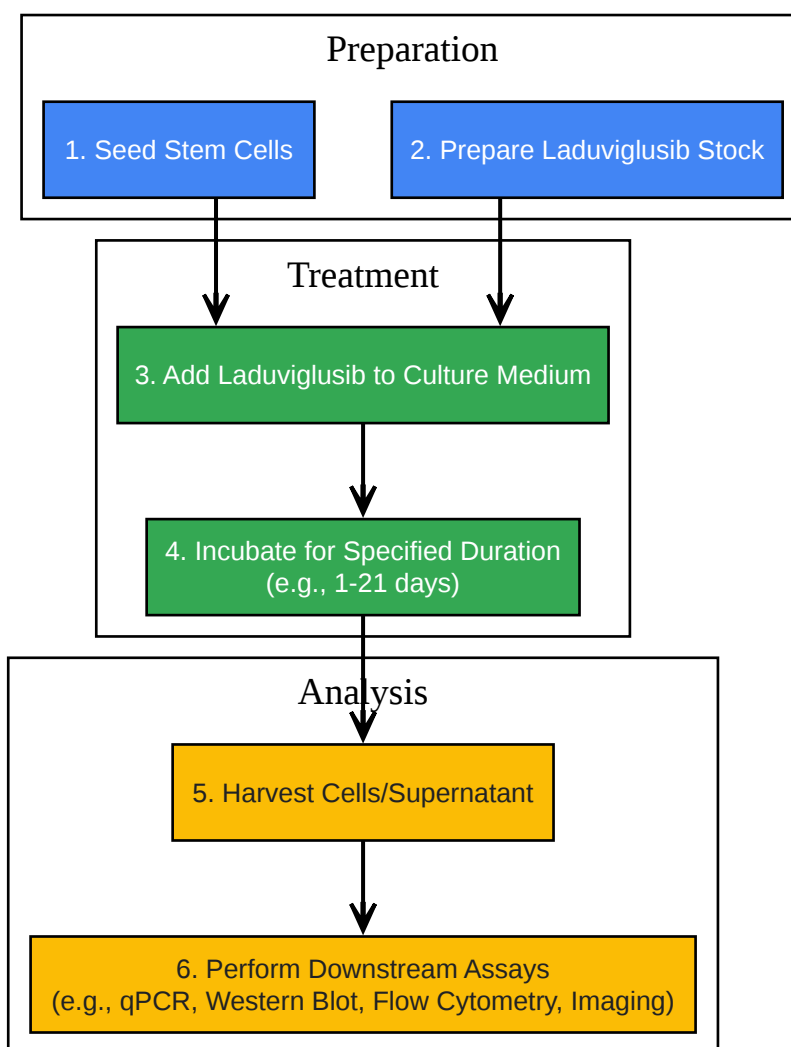 Preparation
1. Seed Stem Cells
2. Prepare Laduviglusib Stock
Treatment
3. Add Laduviglusib to Culture Medium
4. Incubate for Specified Duration
(e.g., 1-21 days)
Analysis
5. Harvest Cells/Supernatant
6. Perform Downstream Assays
(e.g., qPCR, Western Blot, Flow Cytometry, Imaging)